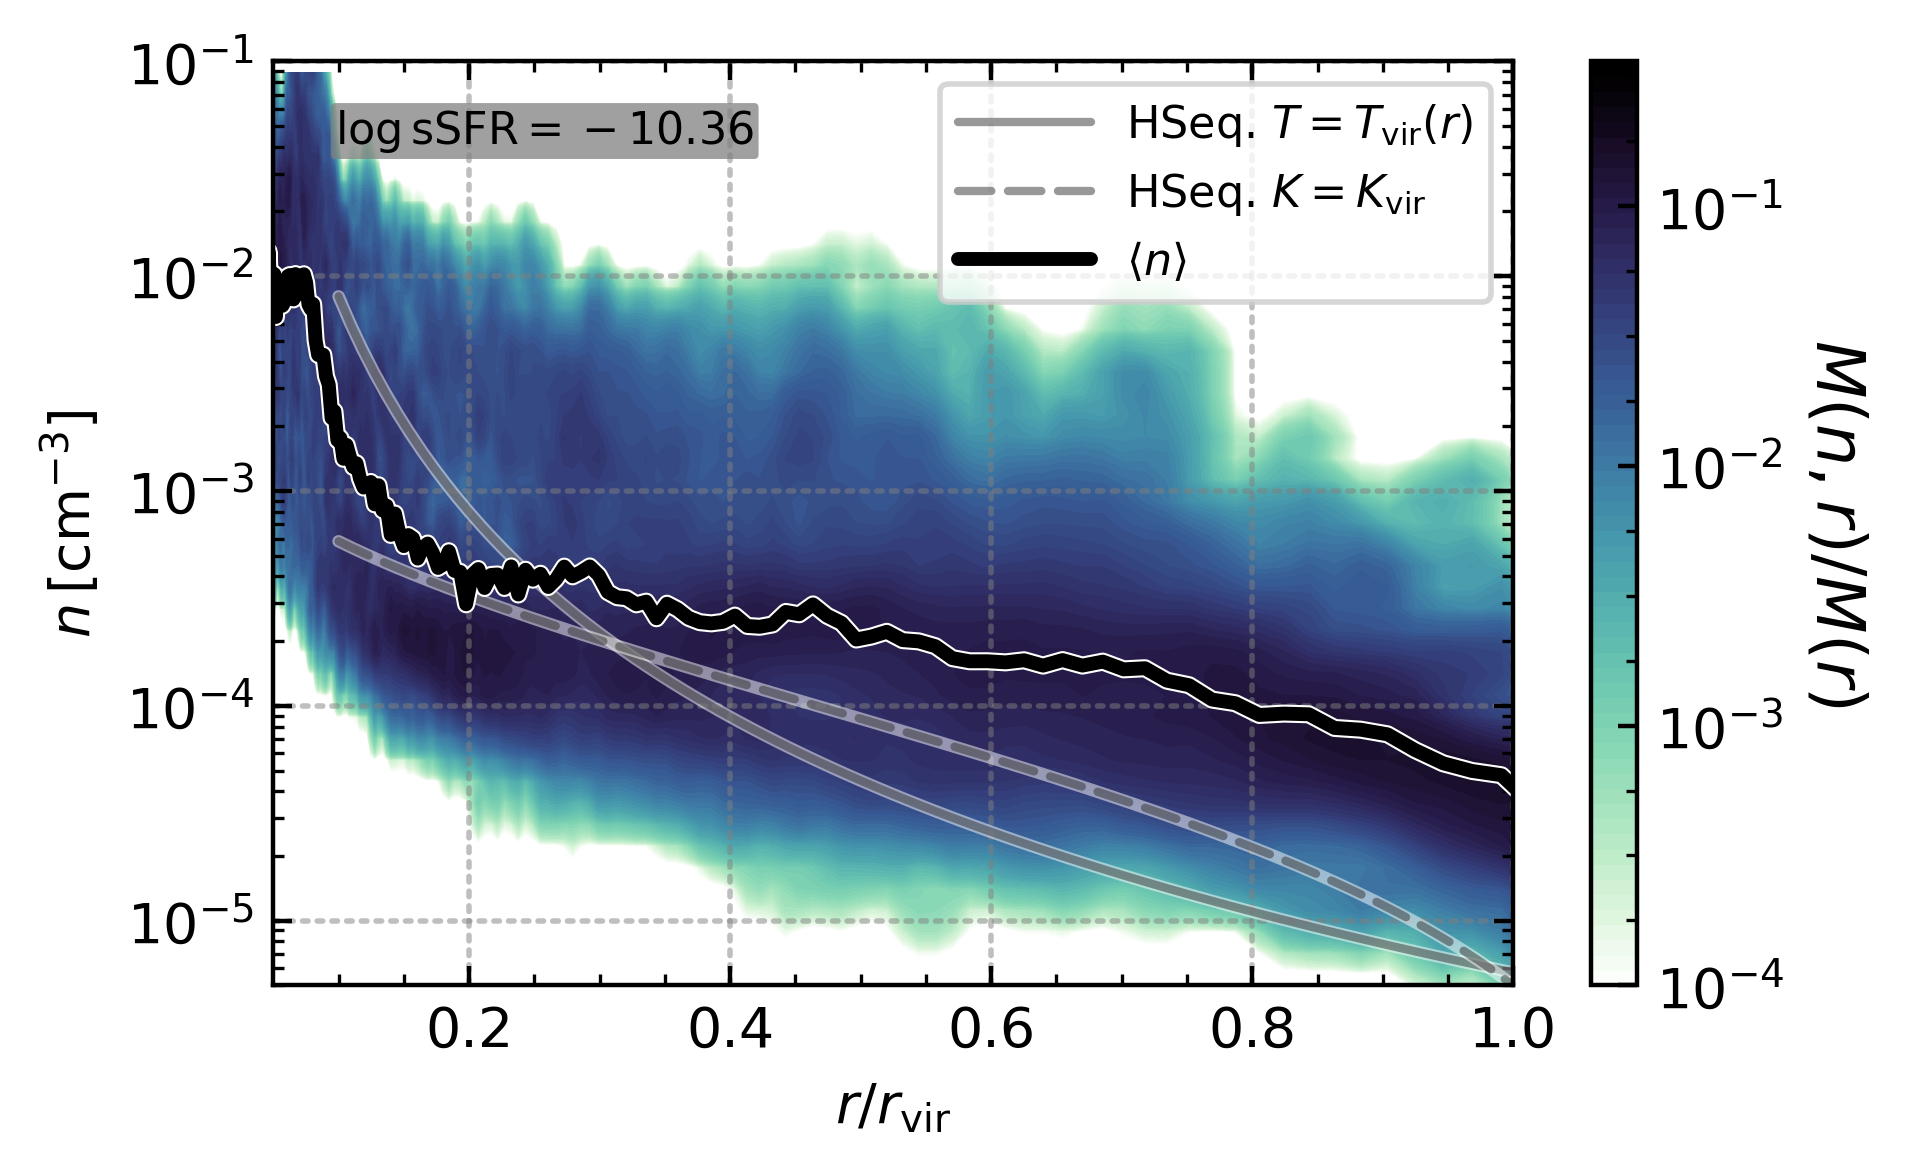 log sSFR = −10.36
HSeq. T = T_vir(r)
HSeq. K = K_vir
⟨n⟩
n [cm⁻³]
10⁻¹
10⁻²
10⁻³
10⁻⁴
10⁻⁵
0.2 0.4 0.6 0.8 1.0
r/r_vir
10⁻¹
10⁻²
10⁻³
10⁻⁴
M(n, r)/M(r)